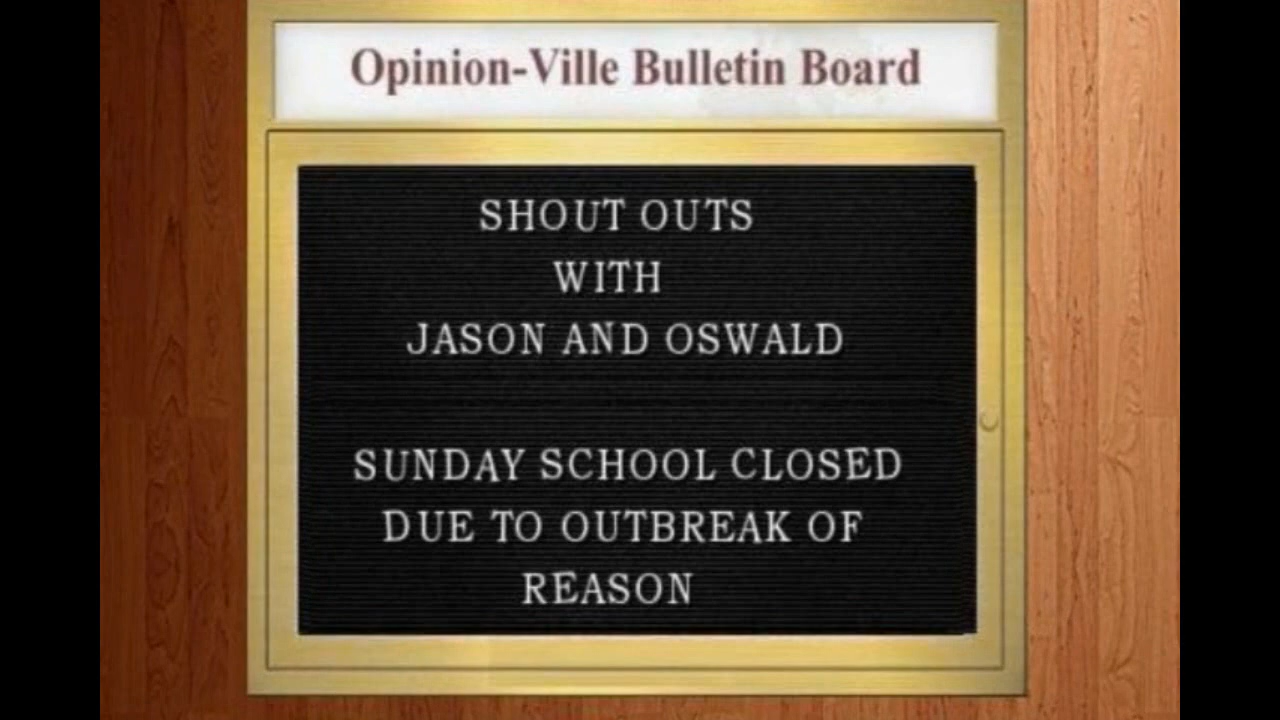 Opinion-Ville Bulletin Board
SHOUT OUTS
WITH
JASON AND OSWALD
SUNDAY SCHOOL CLOSED
DUE TO OUTBREAK OF
REASON